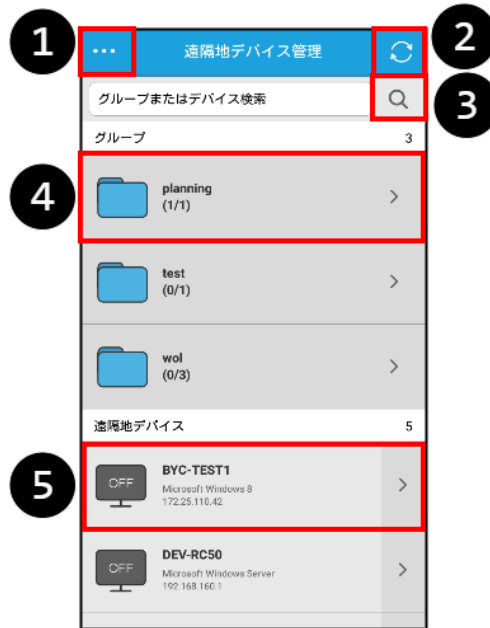 1
2
... 遠隔地デバイス管理
グループまたはデバイス検索
3
グループ 3
4
planning
(1/1)
test
(0/1)
wol
(0/3)
遠隔地デバイス 5
5
OFF
BYC-TEST1
Microsoft Windows 8
172.25.110.42
OFF
DEV-RC50
Microsoft Windows Server
192.168.160.1